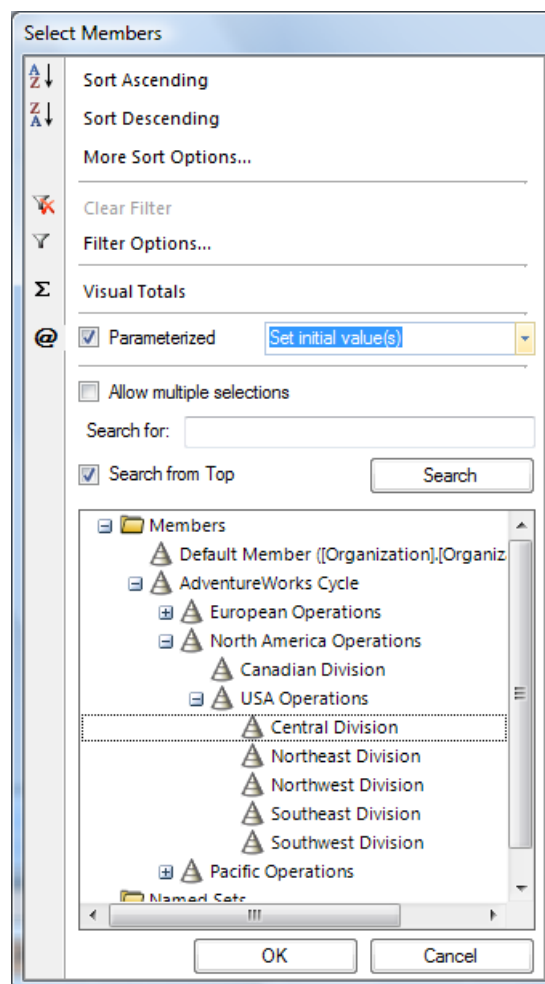 Select Members
Sort Ascending
Sort Descending
More Sort Options...
Clear Filter
Filter Options...
Σ Visual Totals
@ Parameterized Set initial value(s)
Allow multiple selections
Search for:
Search from Top Search
Members
Default Member ([Organization].[Organiz
AdventureWorks Cycle
European Operations
North America Operations
Canadian Division
USA Operations
Central Division
Northeast Division
Northwest Division
Southeast Division
Southwest Division
Pacific Operations
Named Sets
OK Cancel